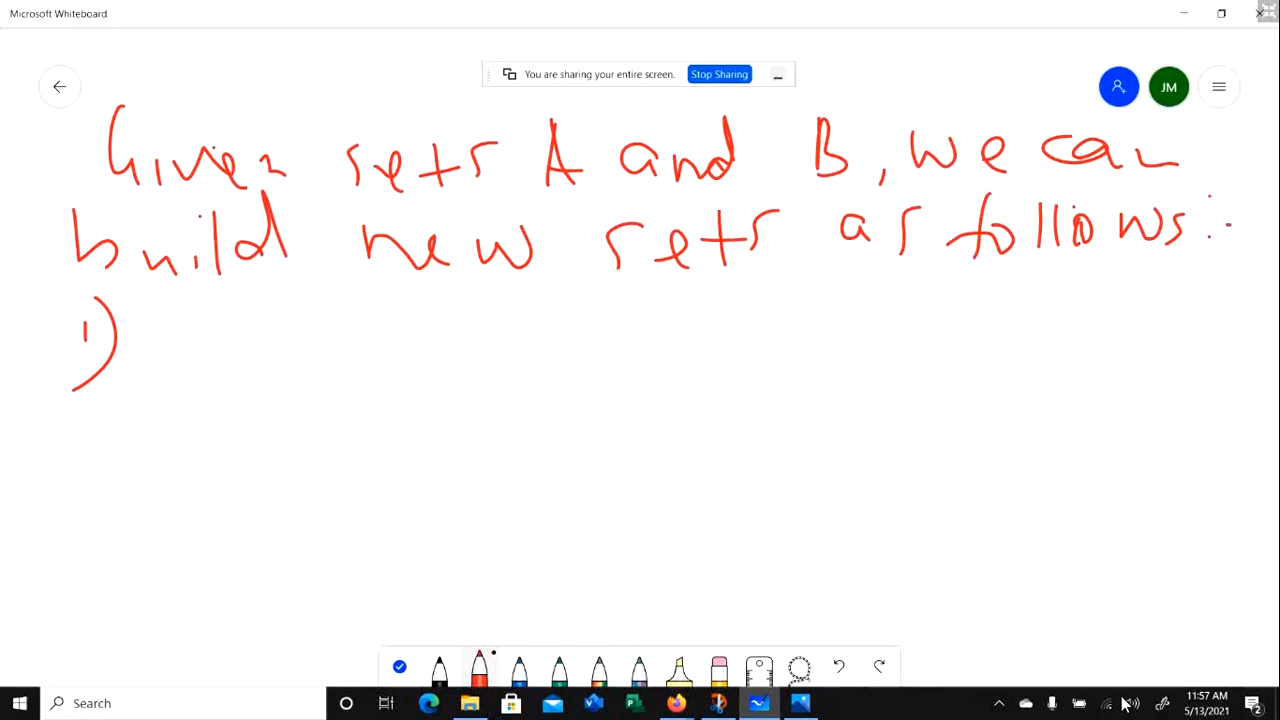 Microsoft Whiteboard
You are sharing your entire screen.
Stop Sharing
JM
Given sets A and B, we can
build new sets as follows:
1)
Search
11:57 AM
5/13/2021
2